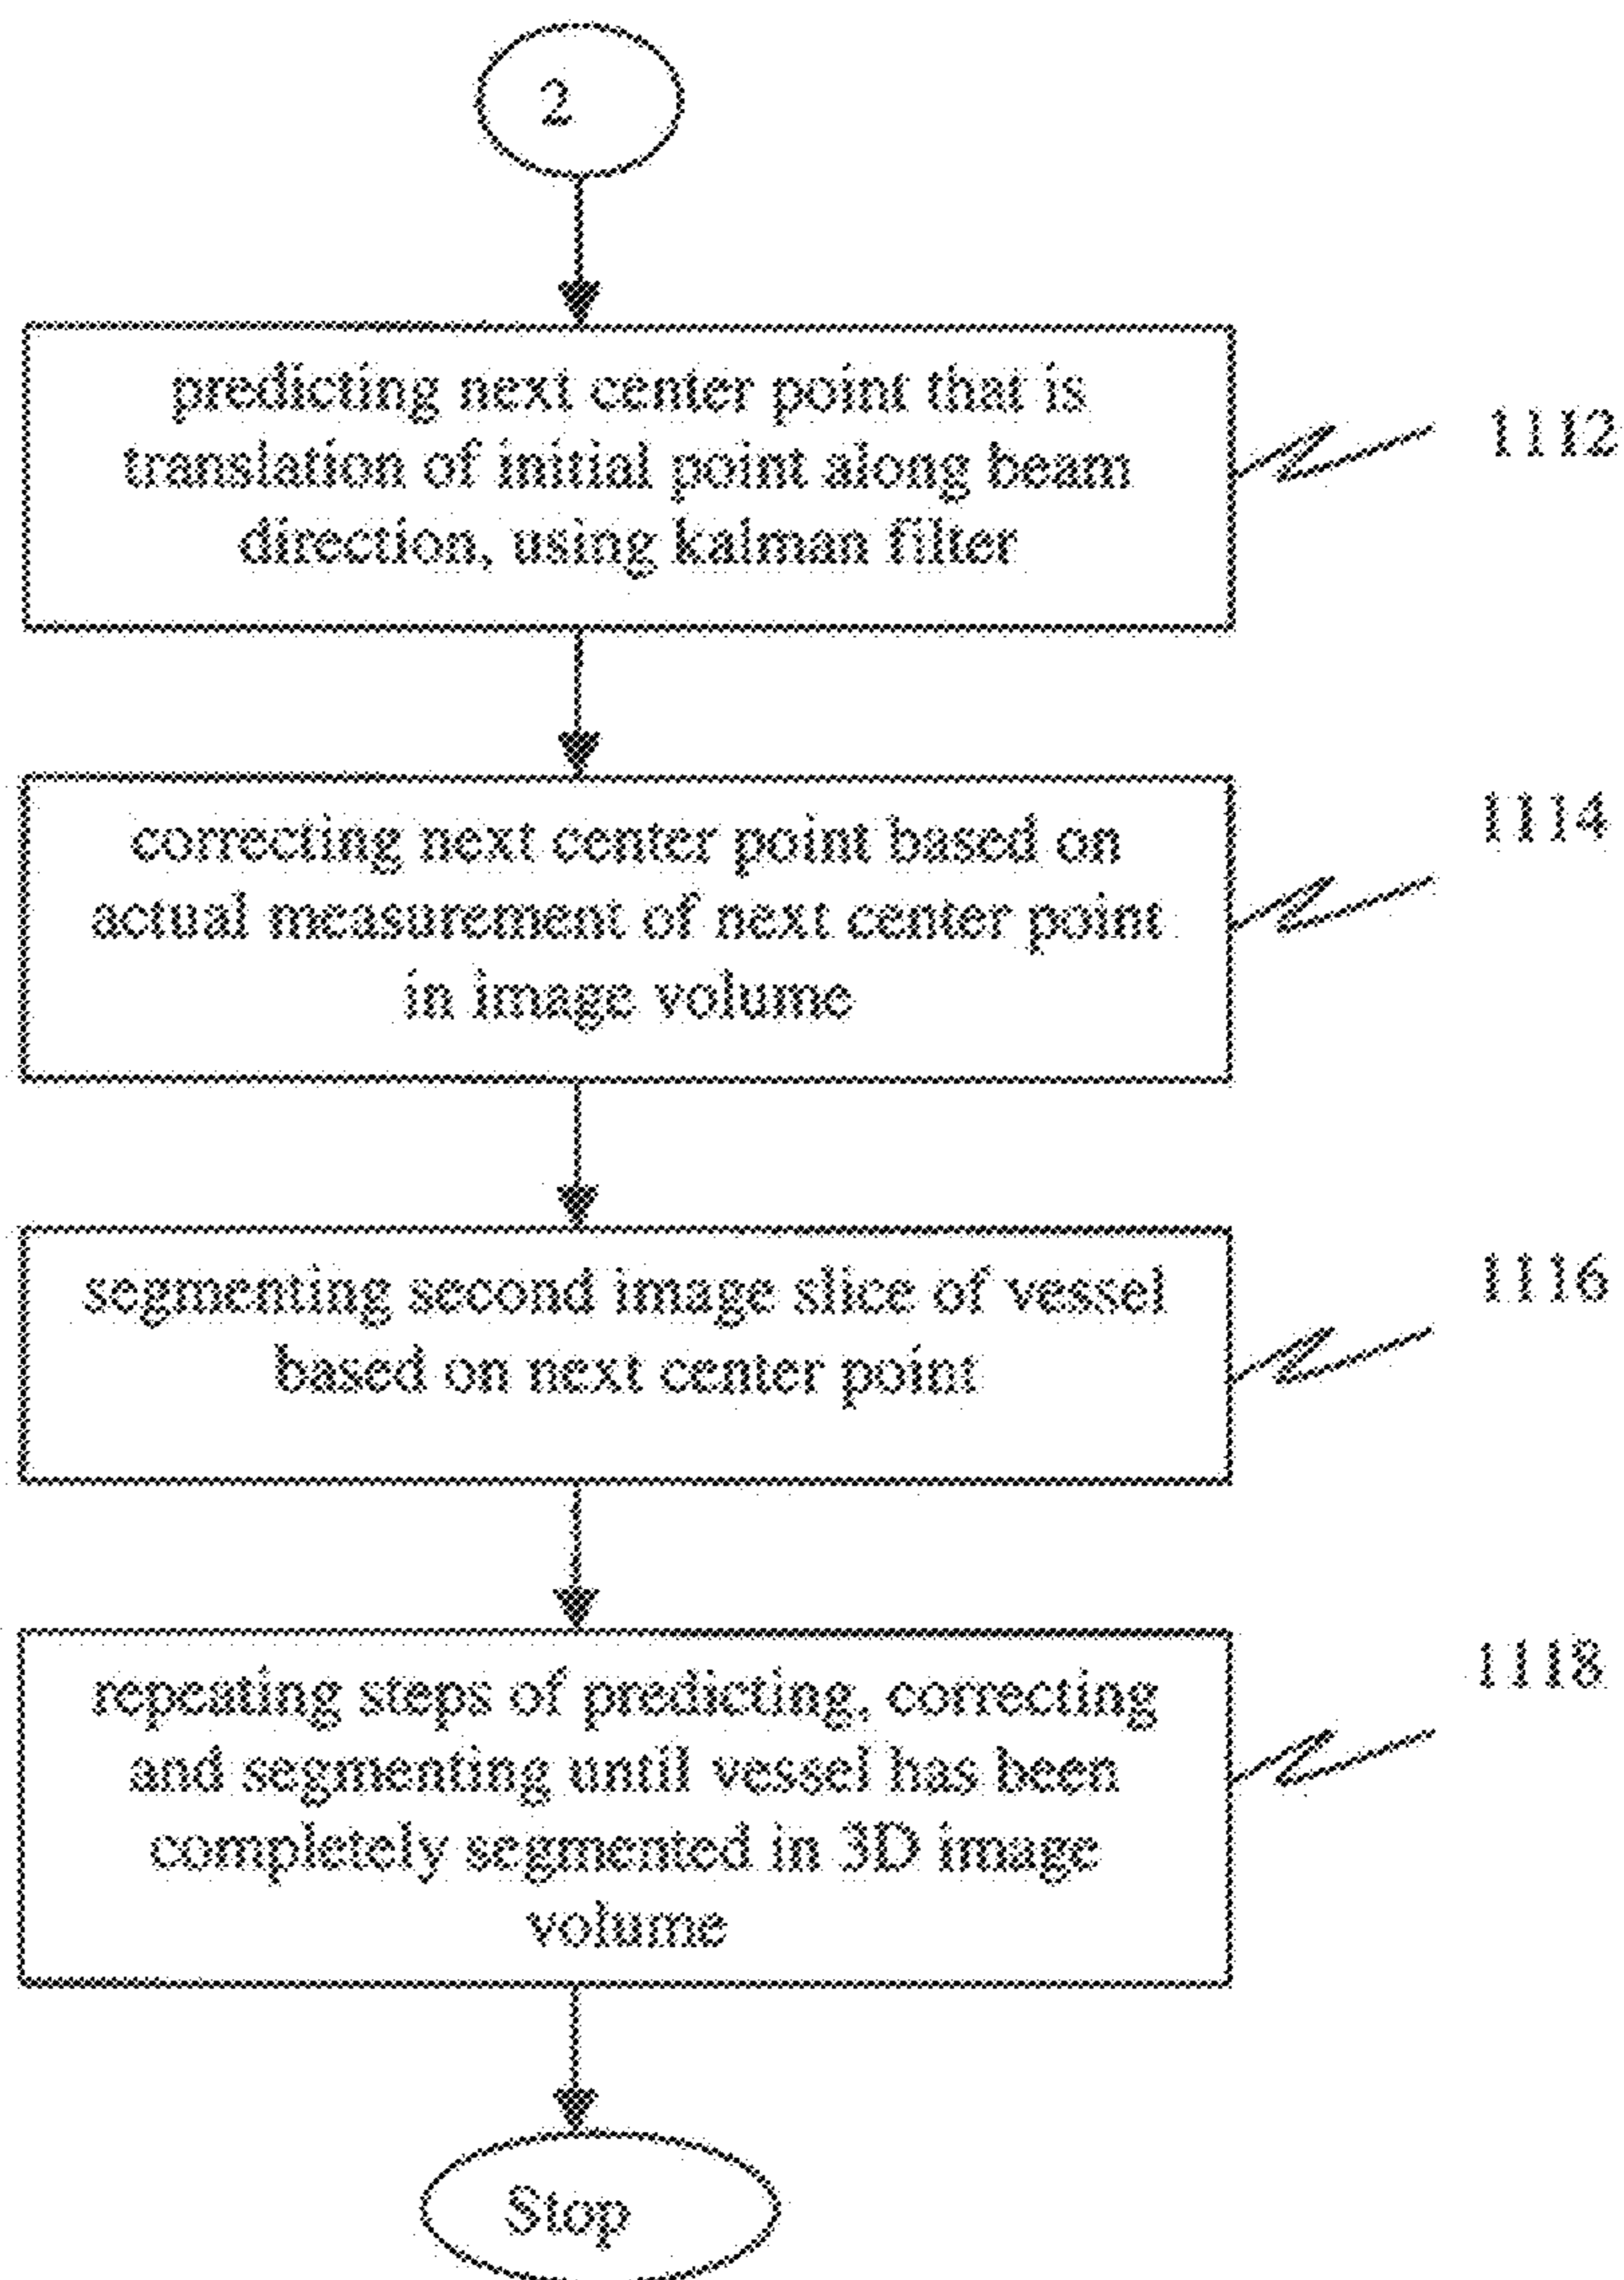 2
predicting next center point that is
translation of initial point along beam
direction, using kalman filter
1112
correcting next center point based on
actual measurement of next center point
in image volume
1114
segmenting second image slice of vessel
based on next center point
1116
repeating steps of predicting, correcting
and segmenting until vessel has been
completely segmented in 3D image
volume
1118
Stop